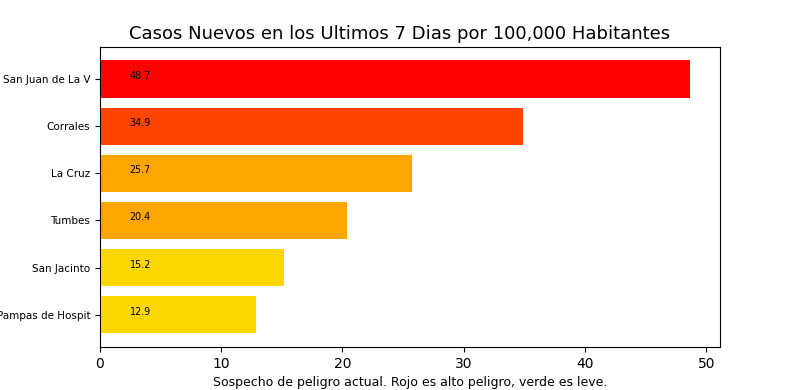 Casos Nuevos en los Ultimos 7 Dias por 100,000 Habitantes
San Juan de La V 48.7
Corrales 34.9
La Cruz 25.7
Tumbes 20.4
San Jacinto 15.2
Pampas de Hospit 12.9
0 10 20 30 40 50
Sospecho de peligro actual. Rojo es alto peligro, verde es leve.